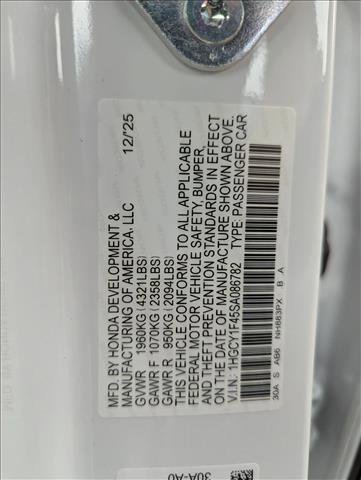 MFD. BY HONDA DEVELOPMENT &
MANUFACTURING OF AMERICA, LLC
12/'25
GVWR 1960KG (4321LBS)
GAWR F 1070KG (2358LBS)
GAWR R 950KG (2094LBS)
THIS VEHICLE CONFORMS TO ALL APPLICABLE
FEDERAL MOTOR VEHICLE SAFETY, BUMPER,
AND THEFT PREVENTION STANDARDS IN EFFECT
ON THE DATE OF MANUFACTURE SHOWN ABOVE.
V.I.N.: 1HGCY1F45SA086782 TYPE: PASSENGER CAR
30A S AB6 NH883PX B A
30A-A0